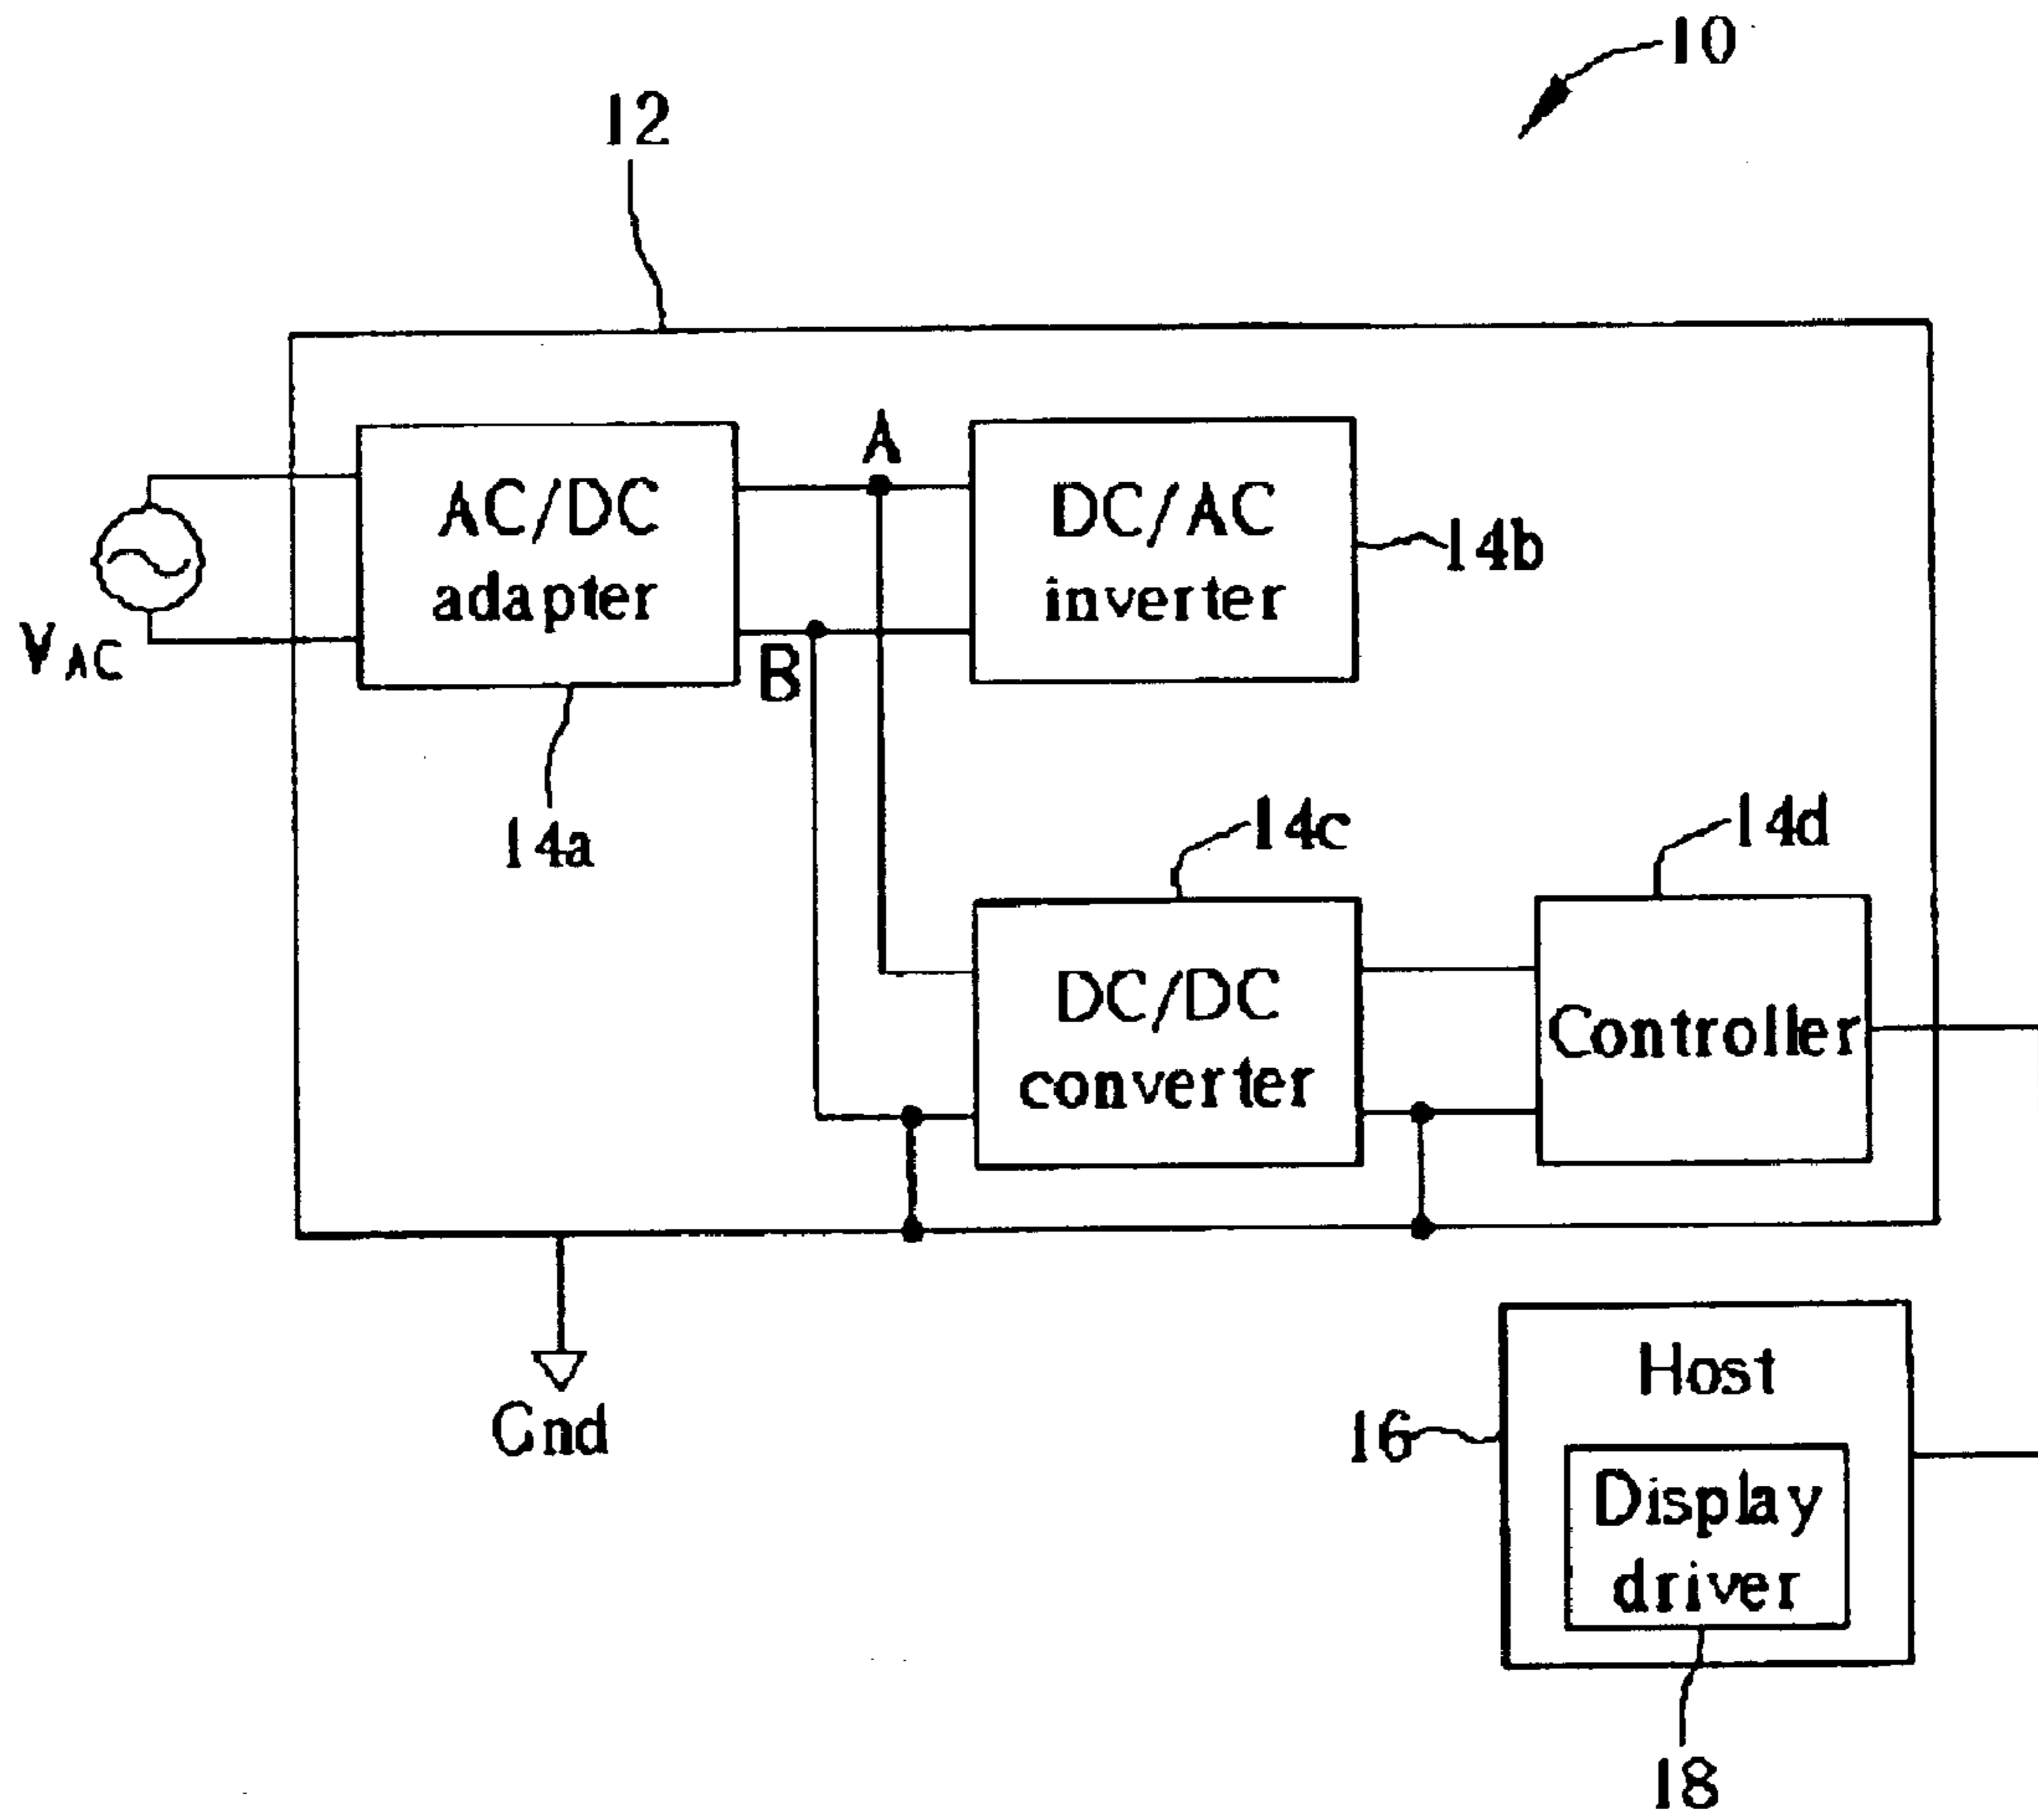 10
12
A
AC/DC
adapter
DC/AC
inverter
14b
VAC
B
14a
14c
14d
DC/DC
converter
Controller
Host
Gnd
16
Display
driver
18